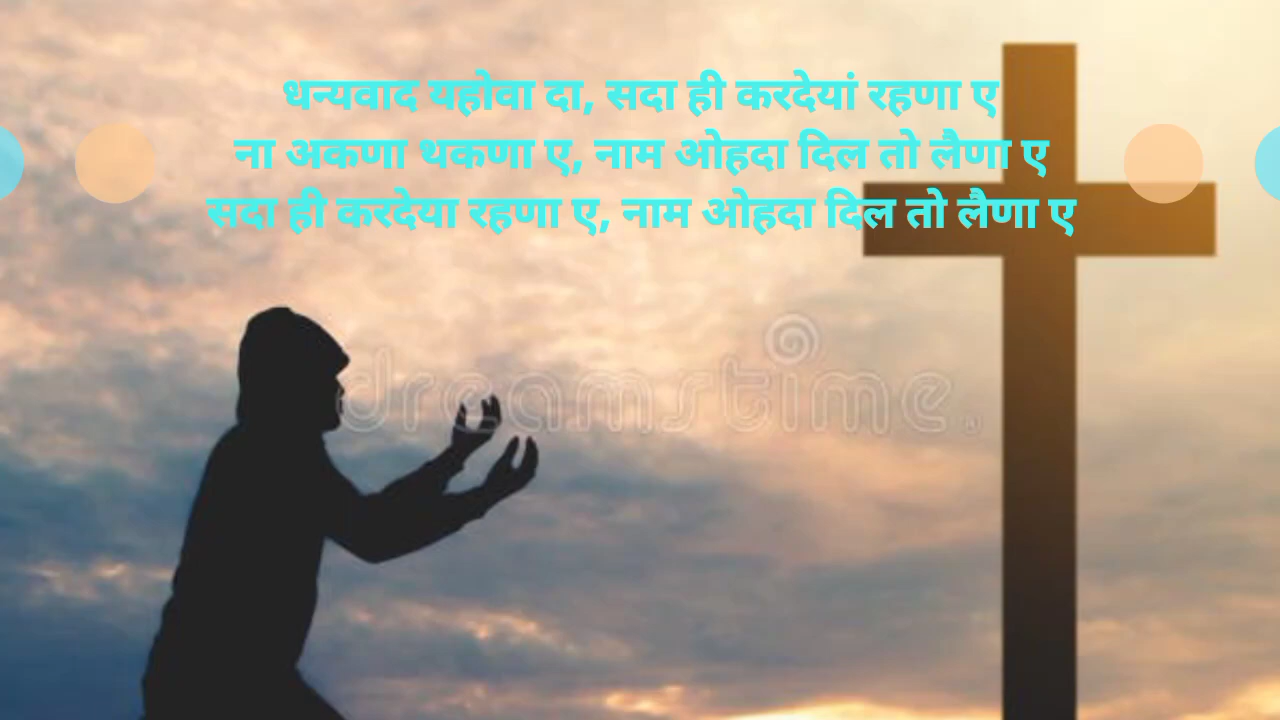 धन्यवाद यहोवा दा, सदा ही करदेयां रहणा ए
ना अकणा थकणा ए, नाम ओहदा दिल तो लैणा ए
सदा ही करदेया रहणा ए, नाम ओहदा दिल तो लैणा ए
dreamstime